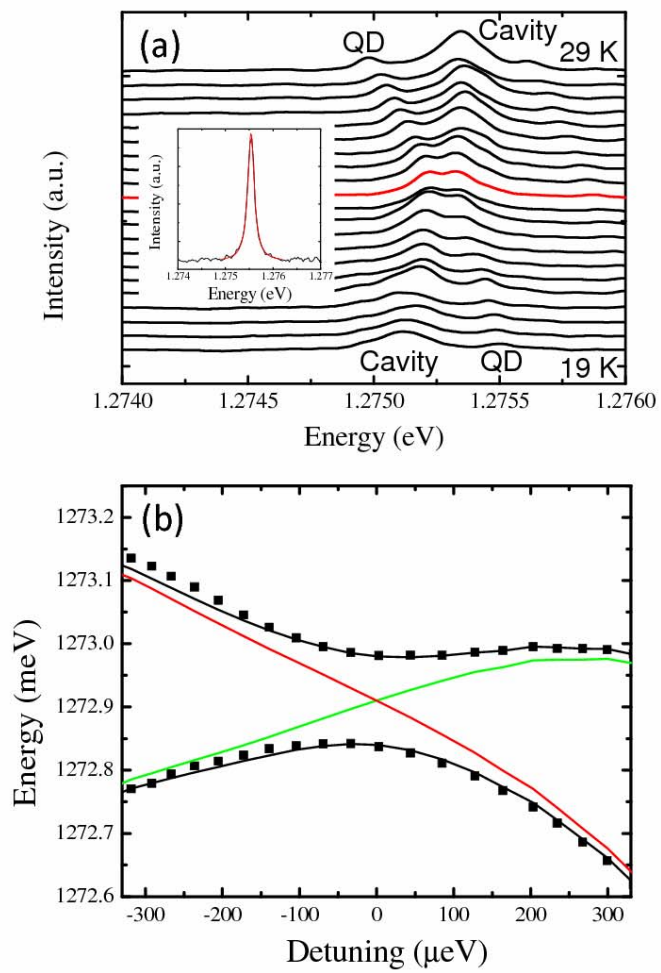 (a)
QD
Cavity
29 K
Intensity (a.u.)
Intensity (a.u.)
1.274 1.275 1.276 1.277
Energy (eV)
Cavity QD 19 K
1.2740 1.2745 1.2750 1.2755 1.2760
Energy (eV)
(b)
1273.2
1273.1
1273.0
1272.9
1272.8
1272.7
1272.6
Energy (meV)
-300 -200 -100 0 100 200 300
Detuning (μeV)